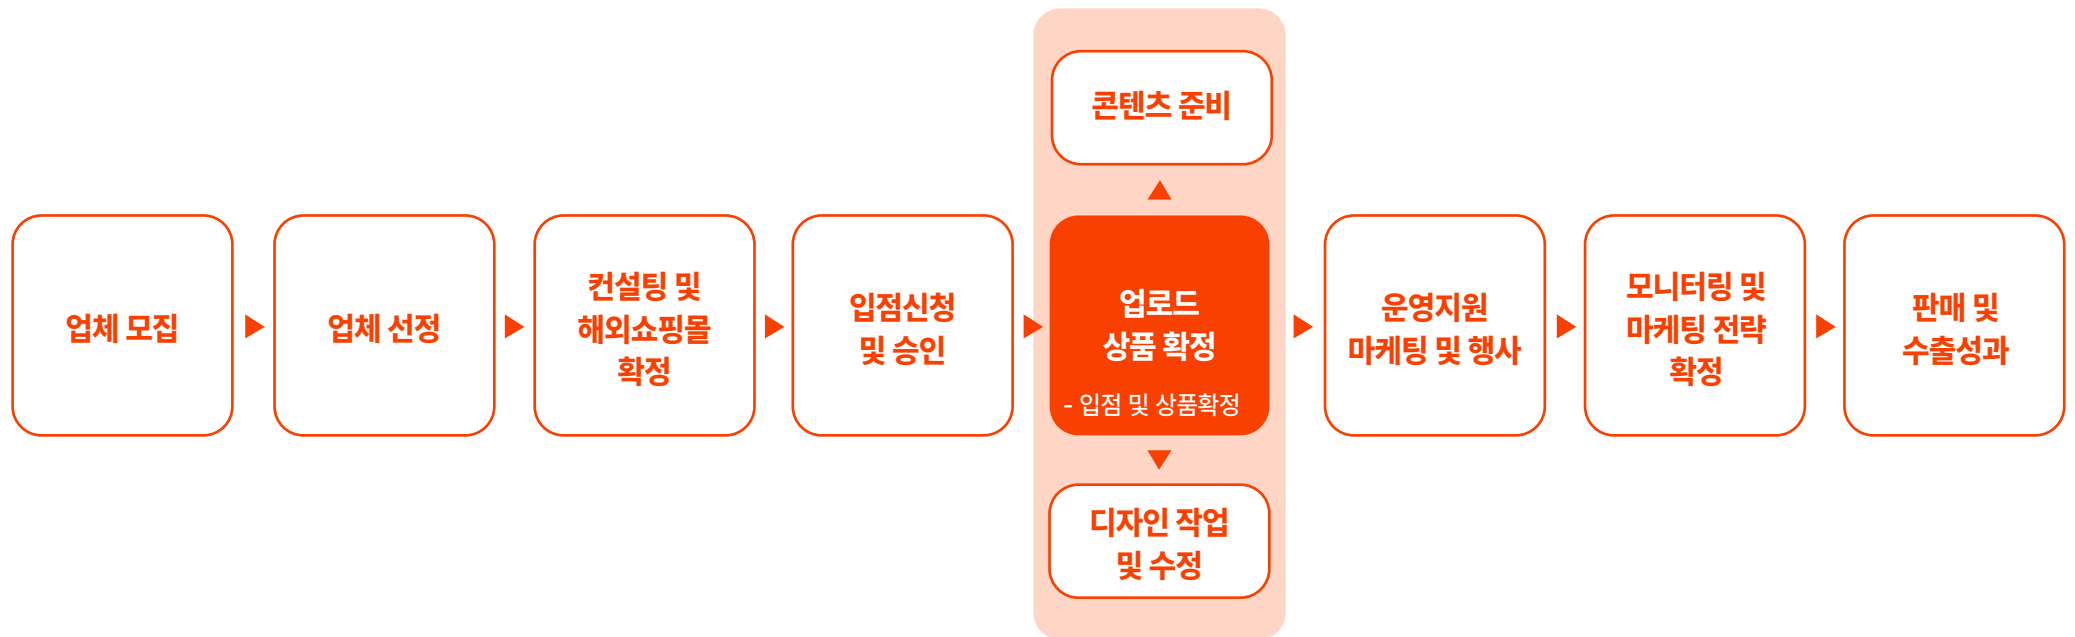 업체 모집
업체 선정
컨설팅 및
해외쇼핑몰
확정
입점신청
및 승인
콘텐츠 준비
업로드
상품 확정
- 입점 및 상품확정
디자인 작업
및 수정
운영지원
마케팅 및 행사
모니터링 및
마케팅 전략
확정
판매 및
수출성과